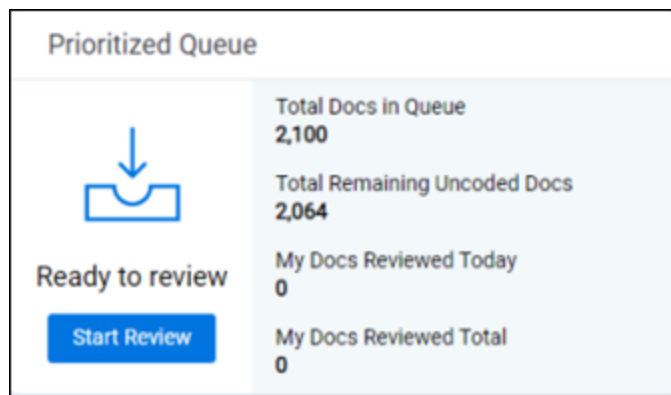 Prioritized Queue
Ready to review
Start Review
Total Docs in Queue
2,100
Total Remaining Uncoded Docs
2,064
My Docs Reviewed Today
0
My Docs Reviewed Total
0